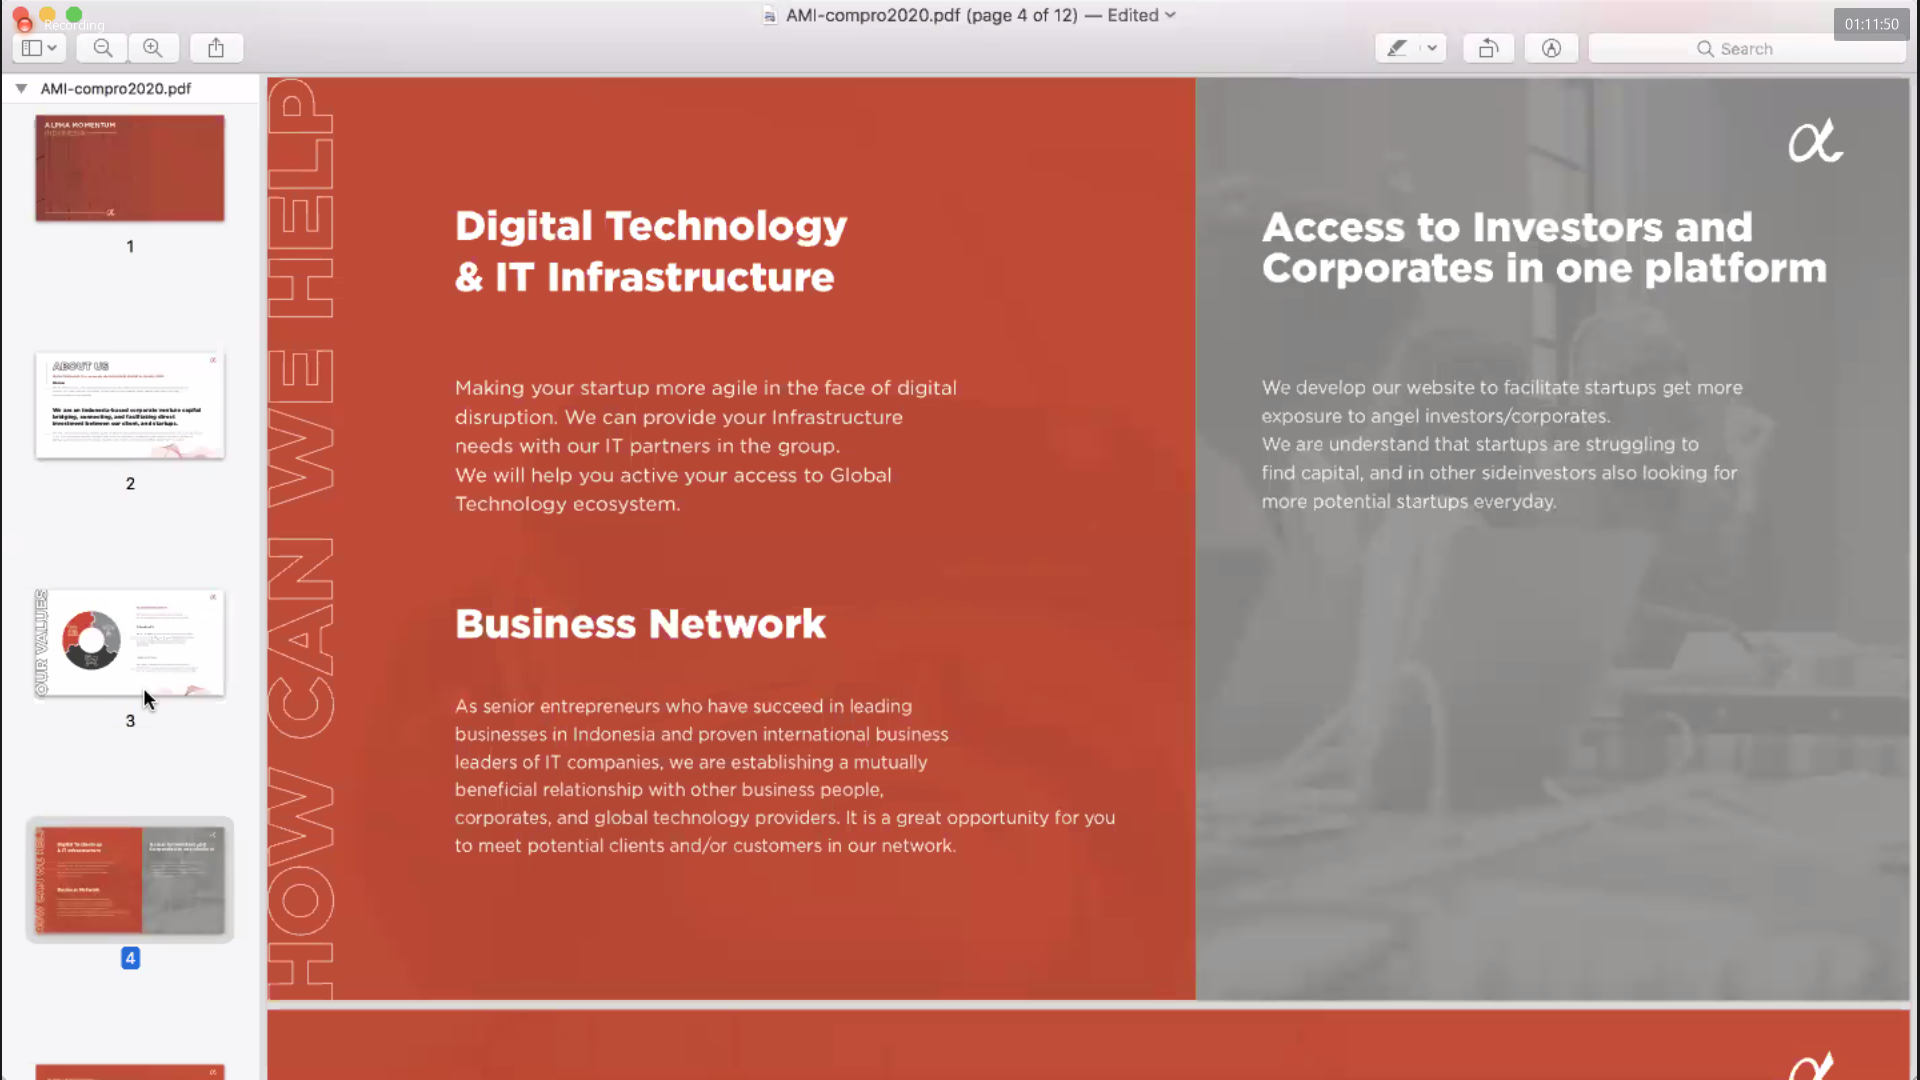 Recording
AMI-compro2020.pdf (page 4 of 12) — Edited
01:11:50
Search
AMI-compro2020.pdf
ALPHA MOMENTUM
INDONESIA
1
ABOUT US
We are an Indonesia-based corporate venture capital
bridging, connecting, and facilitating direct
investment between our client, and startups.
2
OUR VALUES
3
4
HOW CAN WE HELP
Digital Technology
& IT Infrastructure
Making your startup more agile in the face of digital
disruption. We can provide your Infrastructure
needs with our IT partners in the group.
We will help you active your access to Global
Technology ecosystem.
Business Network
As senior entrepreneurs who have succeed in leading
businesses in Indonesia and proven international business
leaders of IT companies, we are establishing a mutually
beneficial relationship with other business people,
corporates, and global technology providers. It is a great opportunity for you
to meet potential clients and/or customers in our network.
α
Access to Investors and
Corporates in one platform
We develop our website to facilitate startups get more
exposure to angel investors/corporates.
We are understand that startups are struggling to
find capital, and in other sideinvestors also looking for
more potential startups everyday.